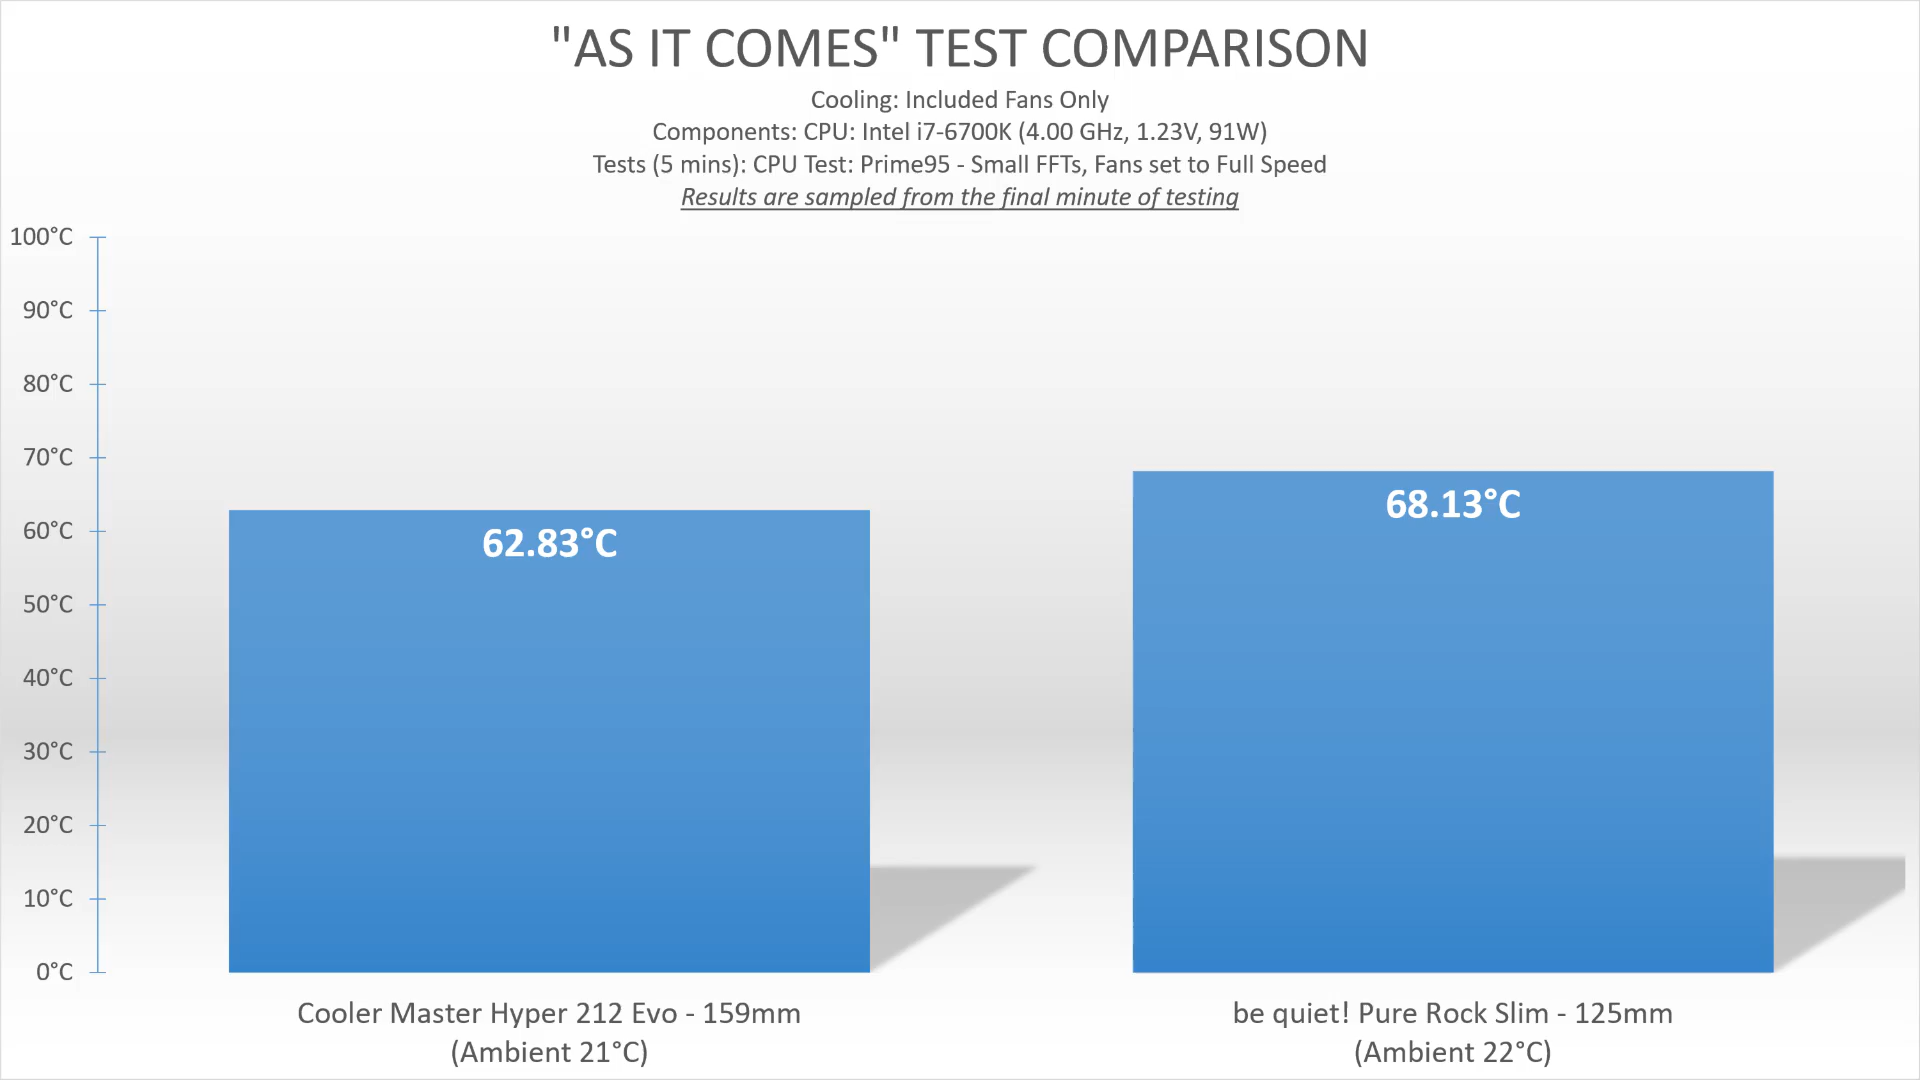 "AS IT COMES" TEST COMPARISON
Cooling: Included Fans Only
Components: CPU: Intel i7-6700K (4.00 GHz, 1.23V, 91W)
Tests (5 mins): CPU Test: Prime95 - Small FFTs, Fans set to Full Speed
Results are sampled from the final minute of testing
100°C
90°C
80°C
70°C
60°C
50°C
40°C
30°C
20°C
10°C
0°C
62.83°C
68.13°C
Cooler Master Hyper 212 Evo - 159mm
(Ambient 21°C)
be quiet! Pure Rock Slim - 125mm
(Ambient 22°C)